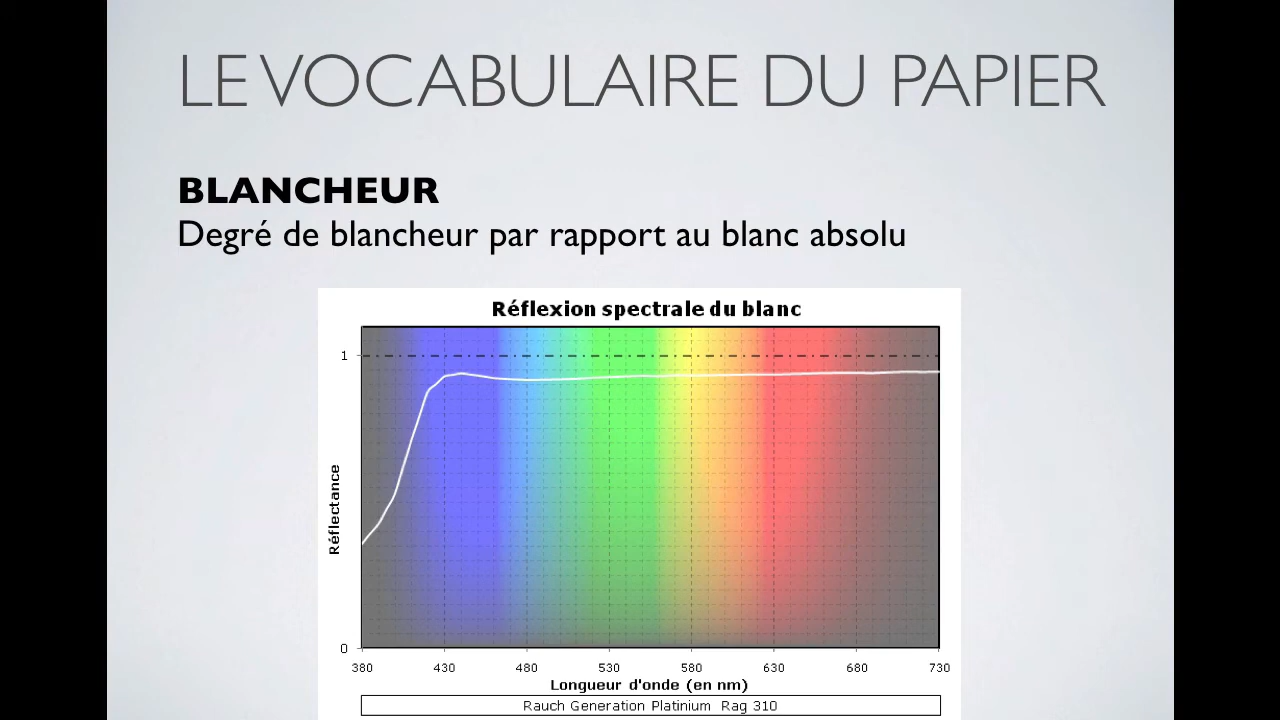 LE VOCABULAIRE DU PAPIER
BLANCHEUR
Degré de blancheur par rapport au blanc absolu
Réflexion spectrale du blanc
1
Réflectance
0
380 430 480 530 580 630 680 730
Longueur d'onde (en nm)
Rauch Generation Platinium Rag 310